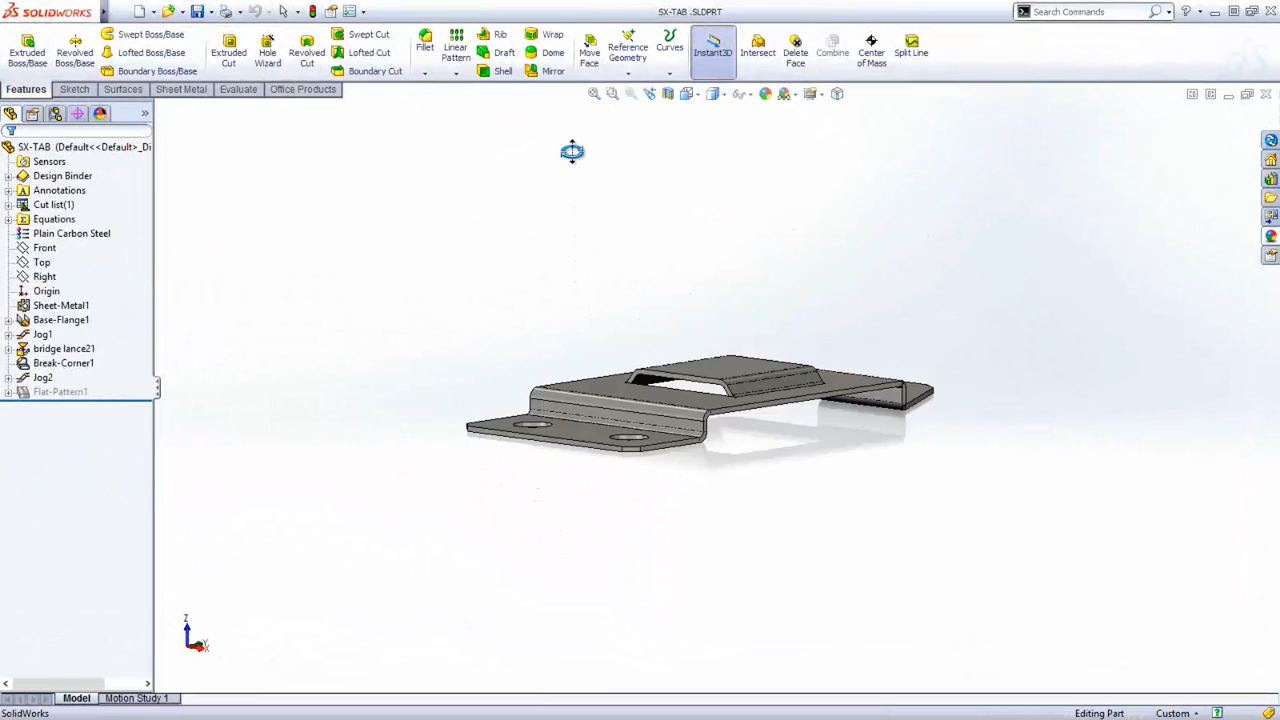 SOLIDWORKS
SX-TAB .SLDPRT
Search Commands
Extruded Boss/Base
Revolved Boss/Base
Swept Boss/Base
Lofted Boss/Base
Boundary Boss/Base
Extruded Cut
Hole Wizard
Revolved Cut
Swept Cut
Lofted Cut
Boundary Cut
Fillet
Linear Pattern
Rib
Draft
Shell
Wrap
Dome
Mirror
Move Face
Reference Geometry
Curves
Instant3D
Intersect
Delete Face
Combine
Center of Mass
Split Line
Features
Sketch
Surfaces
Sheet Metal
Evaluate
Office Products
SX-TAB (Default<<Default>_Di
Sensors
Design Binder
Annotations
Cut list(1)
Equations
Plain Carbon Steel
Front
Top
Right
Origin
Sheet-Metal1
Base-Flange1
Jog1
bridge lance21
Break-Corner1
Jog2
Flat-Pattern1
Z
Model
Motion Study 1
SolidWorks
Editing Part
Custom